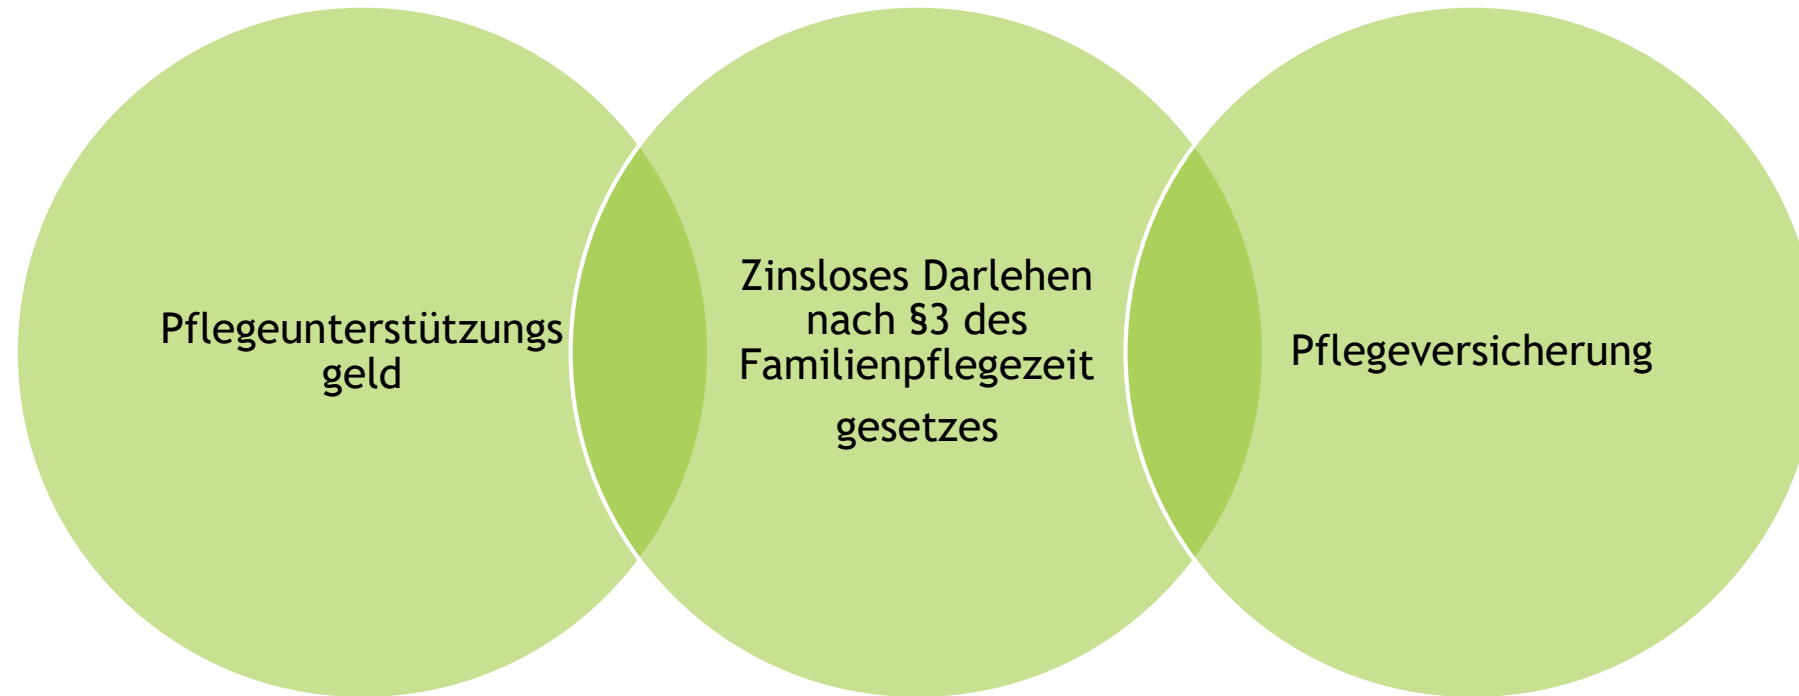 Pflegeunterstützungs
geld
Zinsloses Darlehen
nach §3 des
Familienpflegezeit
gesetzes
Pflegeversicherung